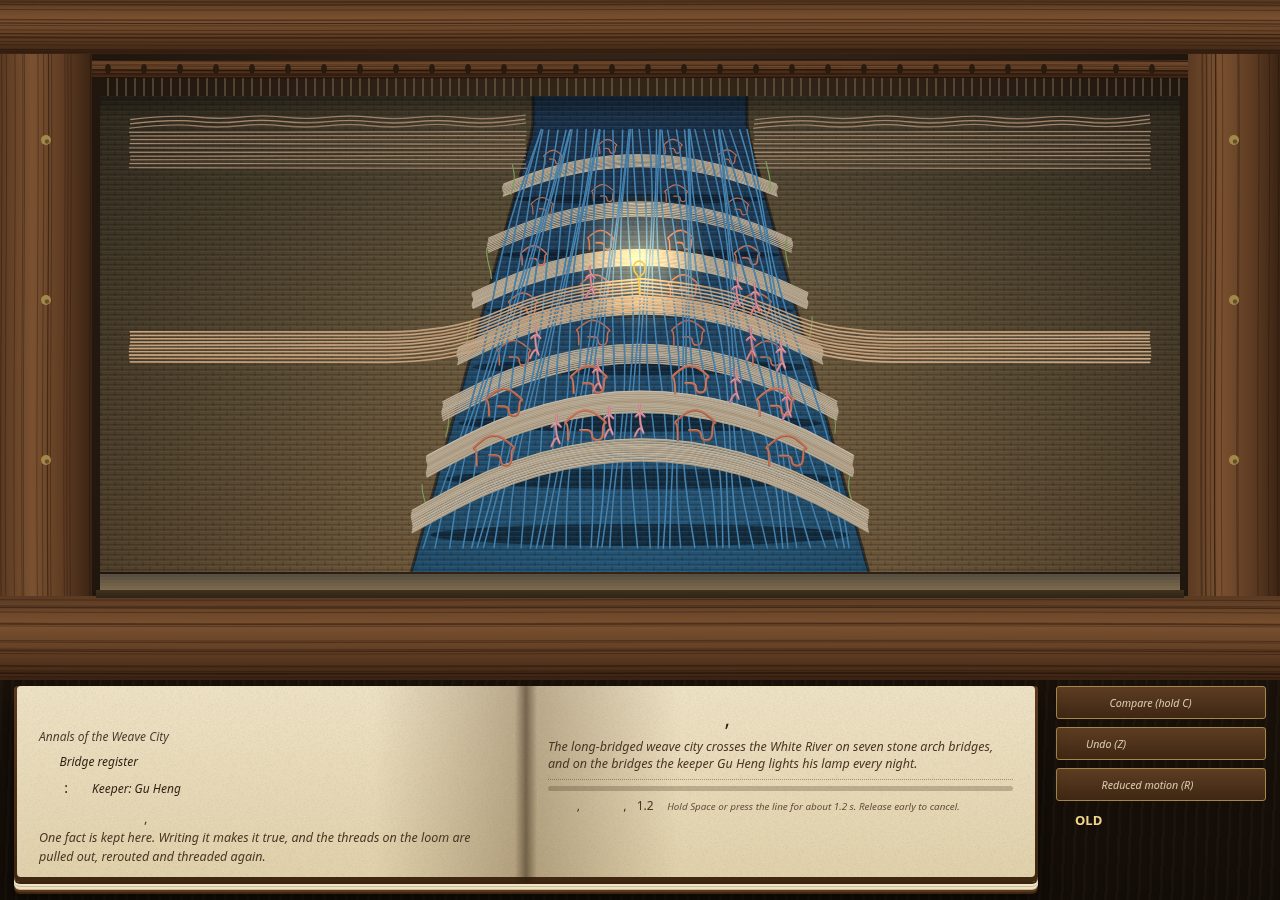 Annals of the Weave City
Bridge register
: Keeper: Gu Heng
,
One fact is kept here. Writing it makes it true, and the threads on the loom are
pulled out, rerouted and threaded again.
,
The long-bridged weave city crosses the White River on seven stone arch bridges,
and on the bridges the keeper Gu Heng lights his lamp every night.
, , 1.2 Hold Space or press the line for about 1.2 s. Release early to cancel.
Compare (hold C)
Undo (Z)
Reduced motion (R)
OLD